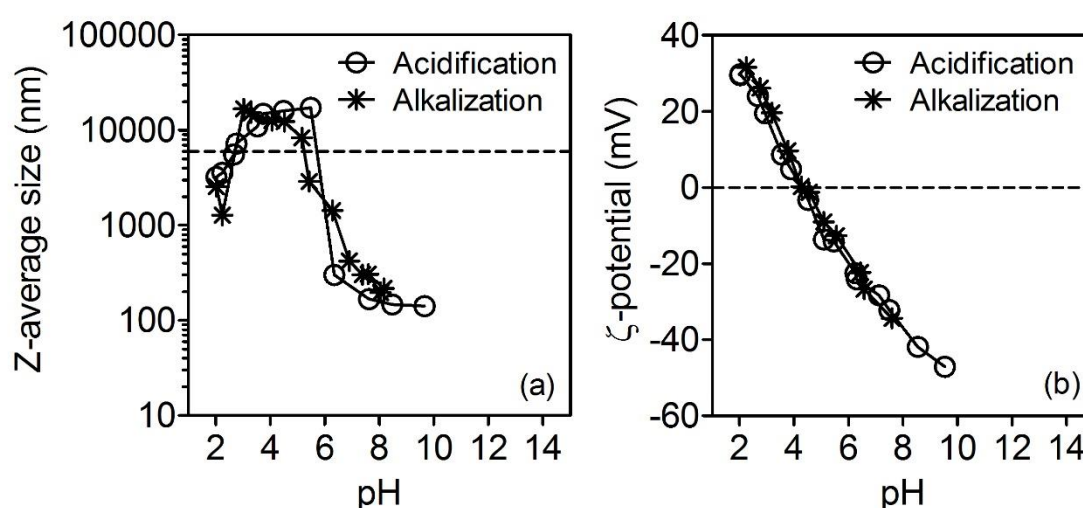 Z-average size (nm)
100000
10000
1000
100
10
Acidification
Alkalization
(a)
2 4 6 8 10 12 14
pH
ζ-potential (mV)
40
20
0
-20
-40
-60
Acidification
Alkalization
(b)
2 4 6 8 10 12 14
pH